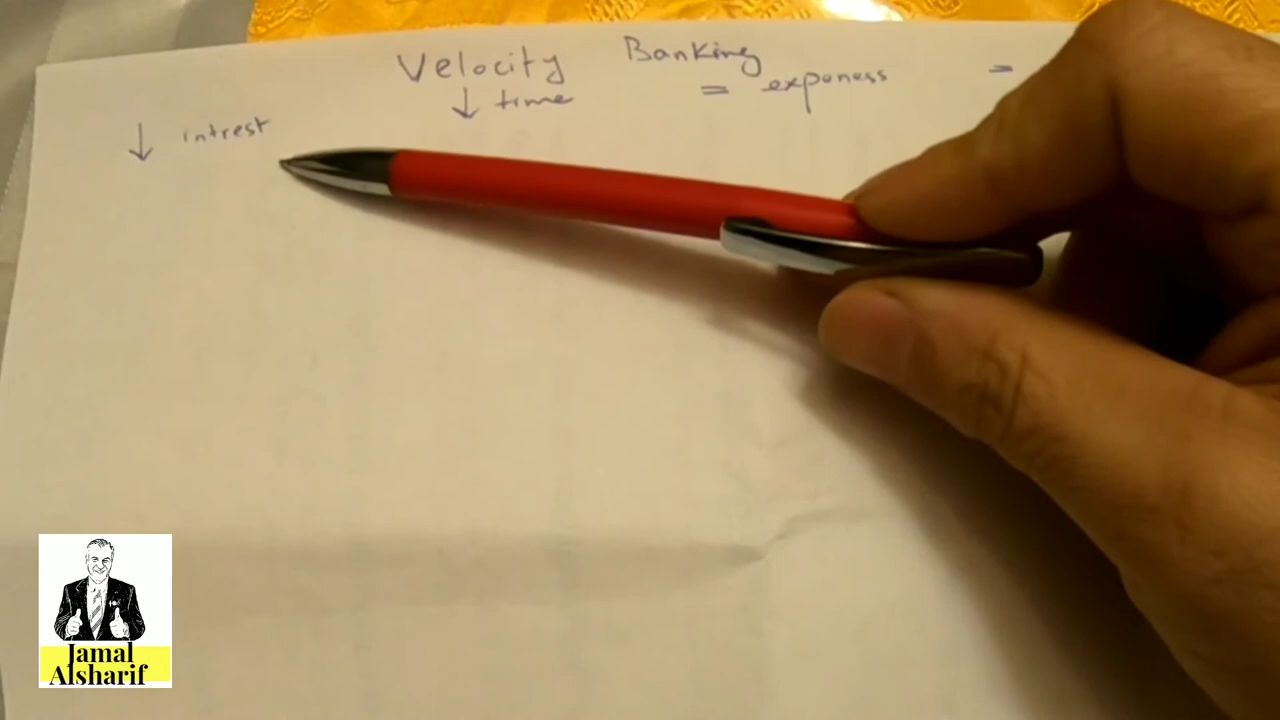 Velocity Banking
↓ intrest ↓ time = exponess =
Jamal
Alsharif